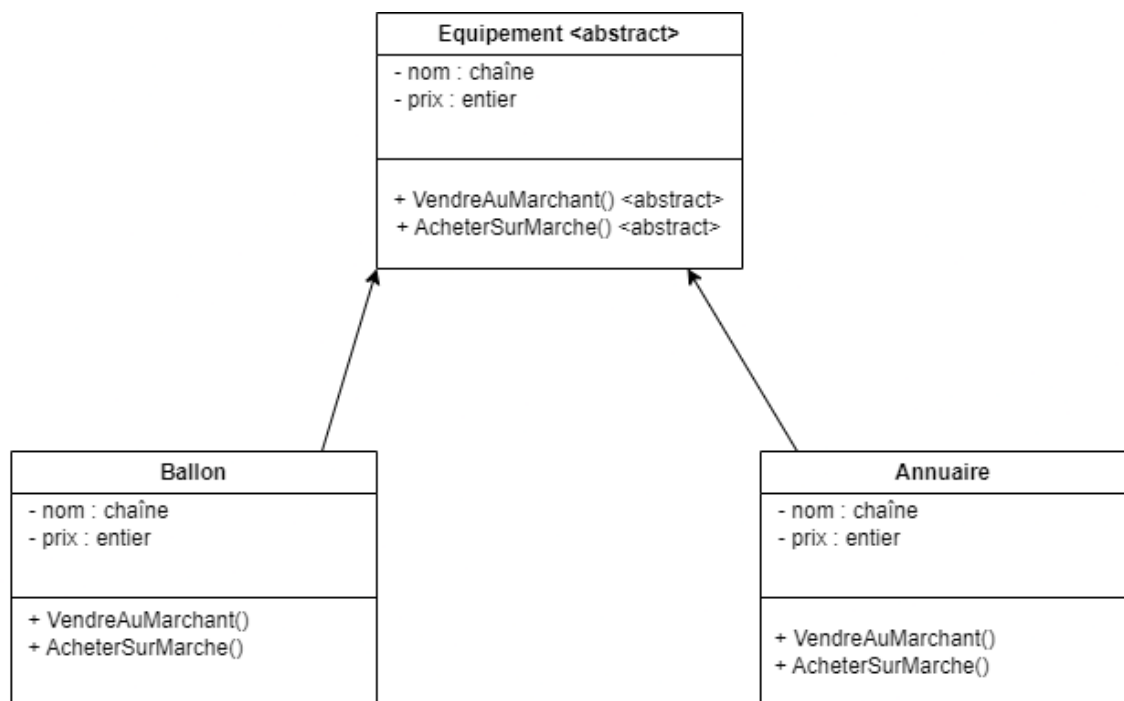 Equipement <abstract>
- nom : chaîne
- prix : entier
+ VendreAuMarchant() <abstract>
+ AcheterSurMarche() <abstract>
Ballon
- nom : chaîne
- prix : entier
+ VendreAuMarchant()
+ AcheterSurMarche()
Annuaire
- nom : chaîne
- prix : entier
+ VendreAuMarchant()
+ AcheterSurMarche()